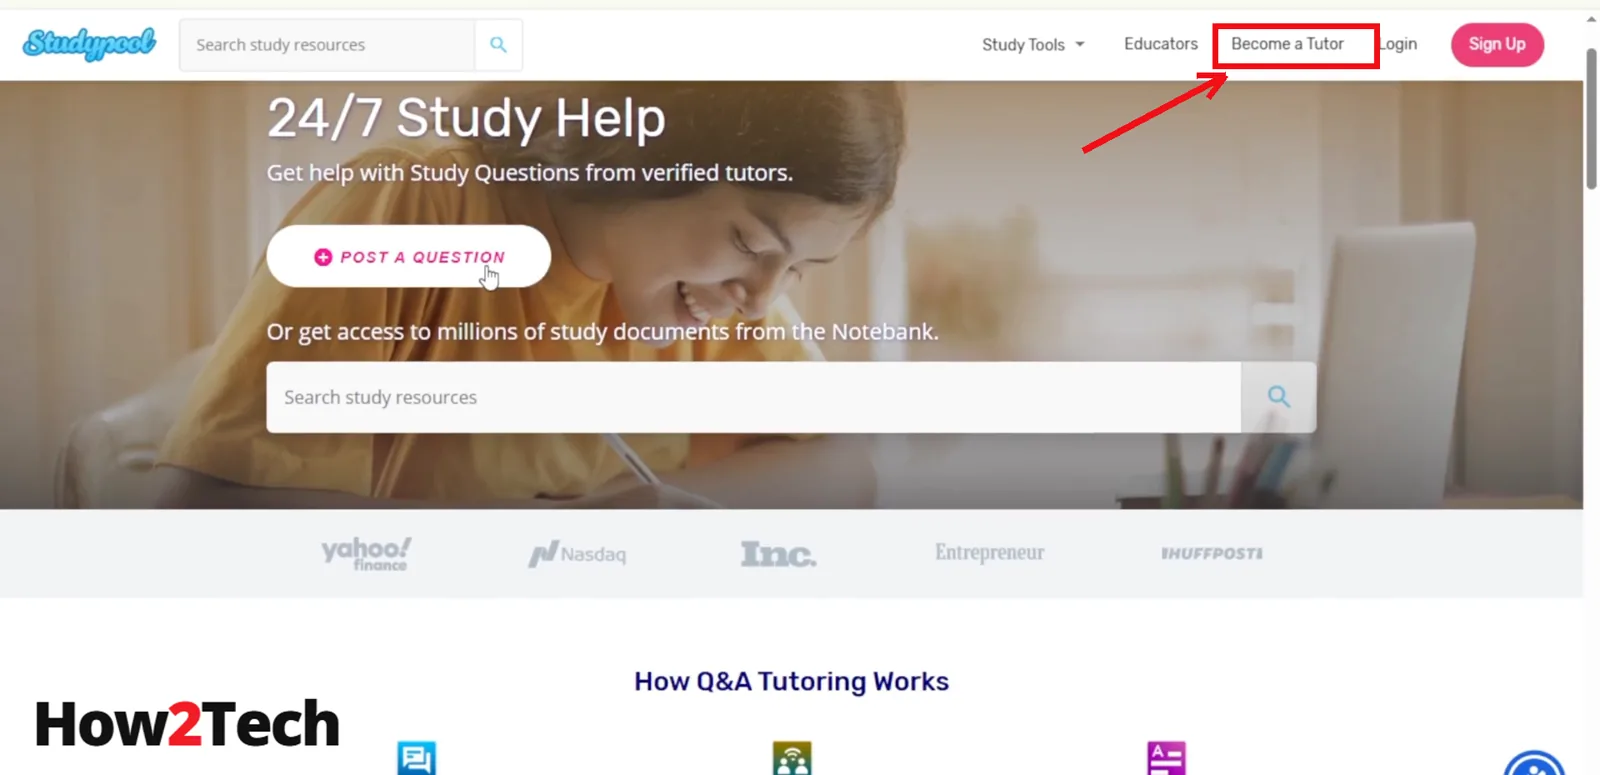 Studypool
Search study resources
Study Tools
Educators
Become a Tutor
Login
Sign Up
24/7 Study Help
Get help with Study Questions from verified tutors.
POST A QUESTION
Or get access to millions of study documents from the Notebank.
Search study resources
yahoo!
finance
Nasdaq
Inc.
Entrepreneur
HUFFPOST
How Q&A Tutoring Works
How2Tech
A